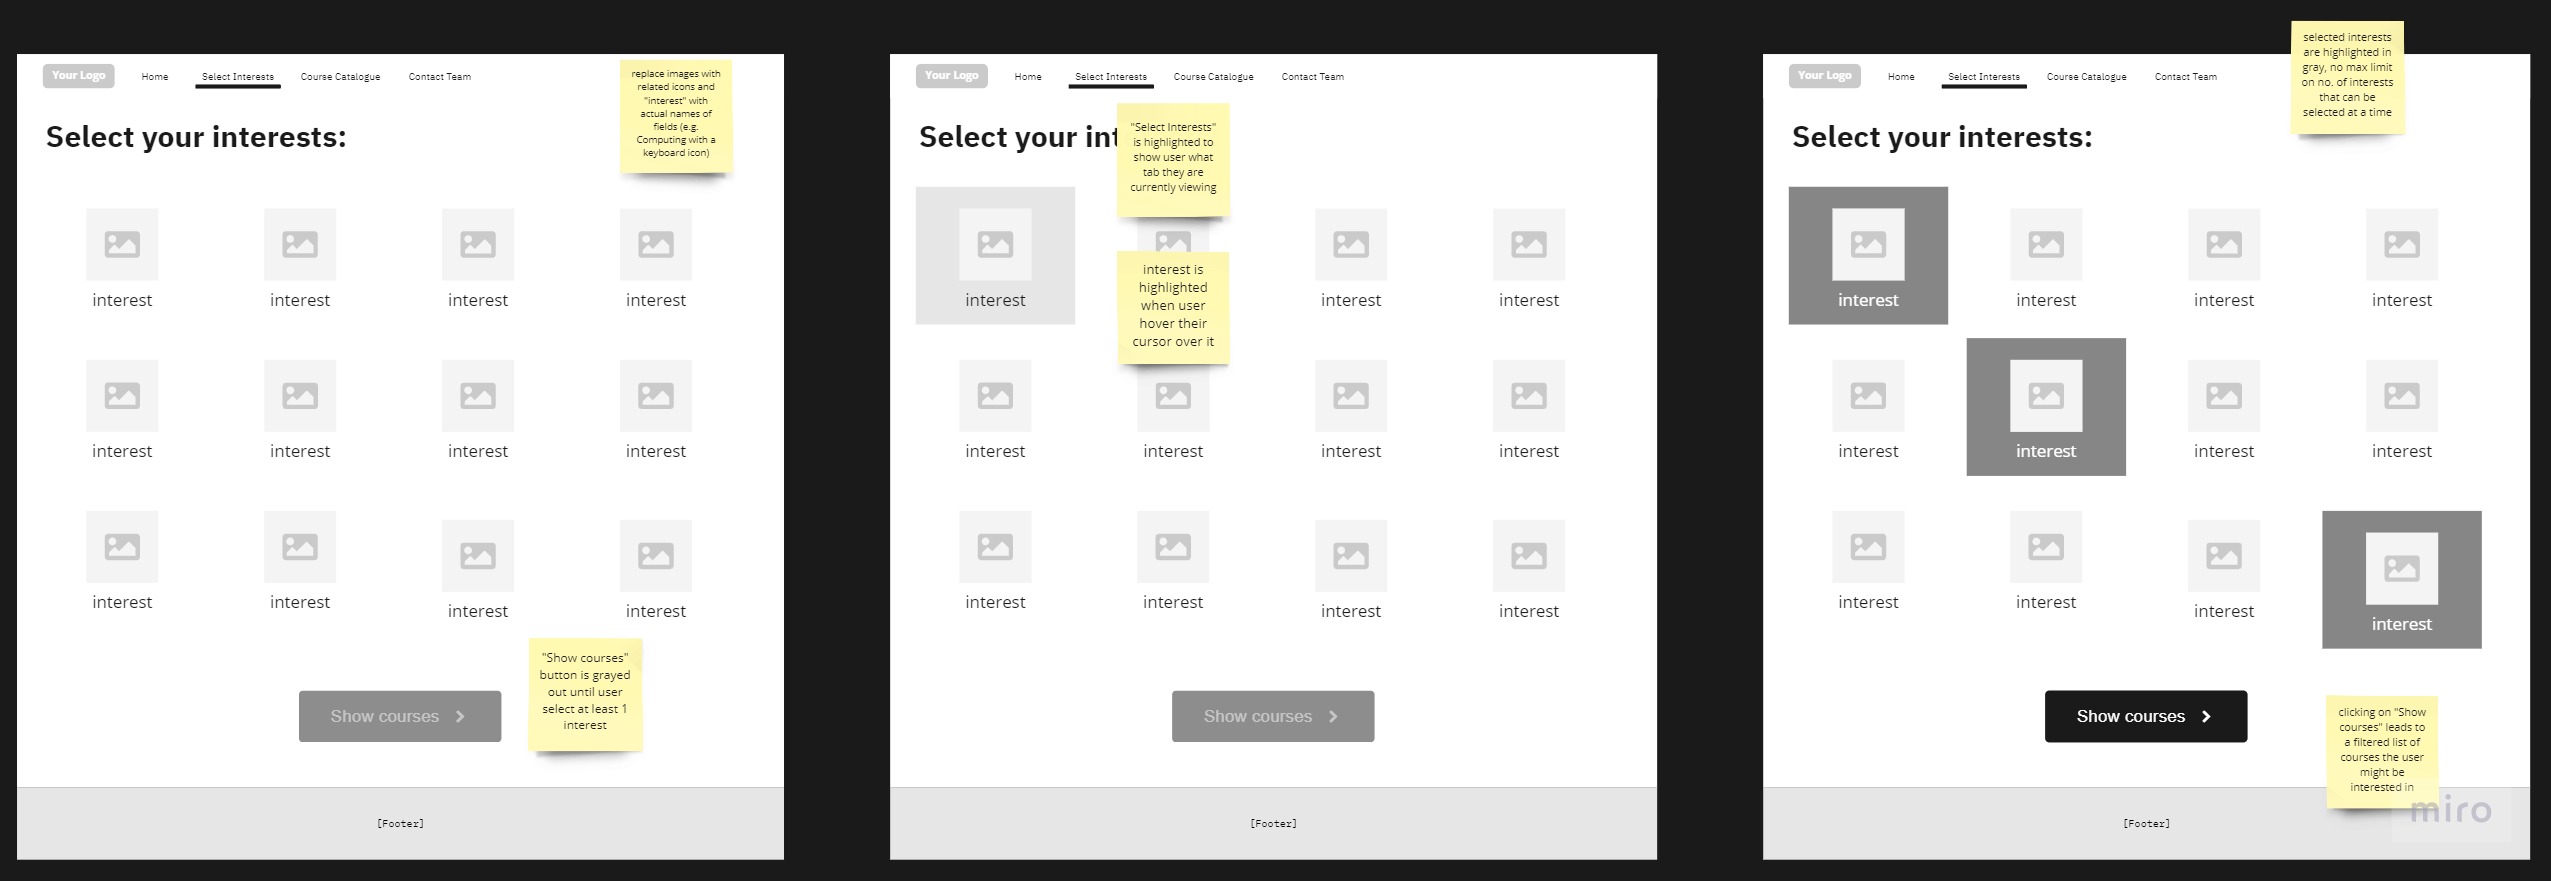 Your Logo
Home
Select Interests
Course Catalogue
Contact Team
replace images with
related icons and
"interest" with
actual names of
fields (e.g.
Computing with a
keyboard icon)
Select your interests:
interest
interest
interest
interest
interest
interest
interest
interest
interest
interest
interest
interest
"Show courses"
button is grayed
out until user
select at least 1
interest
Show courses
[Footer]
Your Logo
Home
Select Interests
Course Catalogue
Contact Team
Select your int
"Select Interests"
is highlighted to
show user what
tab they are
currently viewing
interest
interest is
highlighted
when user
hover their
cursor over it
interest
interest
interest
interest
interest
interest
interest
interest
interest
interest
Show courses
[Footer]
selected interests
are highlighted in
gray, no max limit
on no. of interests
that can be
selected at a time
Your Logo
Home
Select Interests
Course Catalogue
Contact Team
Select your interests:
interest
interest
interest
interest
interest
interest
interest
interest
interest
interest
interest
interest
Show courses
clicking on "Show
courses" leads to
a filtered list of
courses the user
might be
interested in
[Footer]
miro